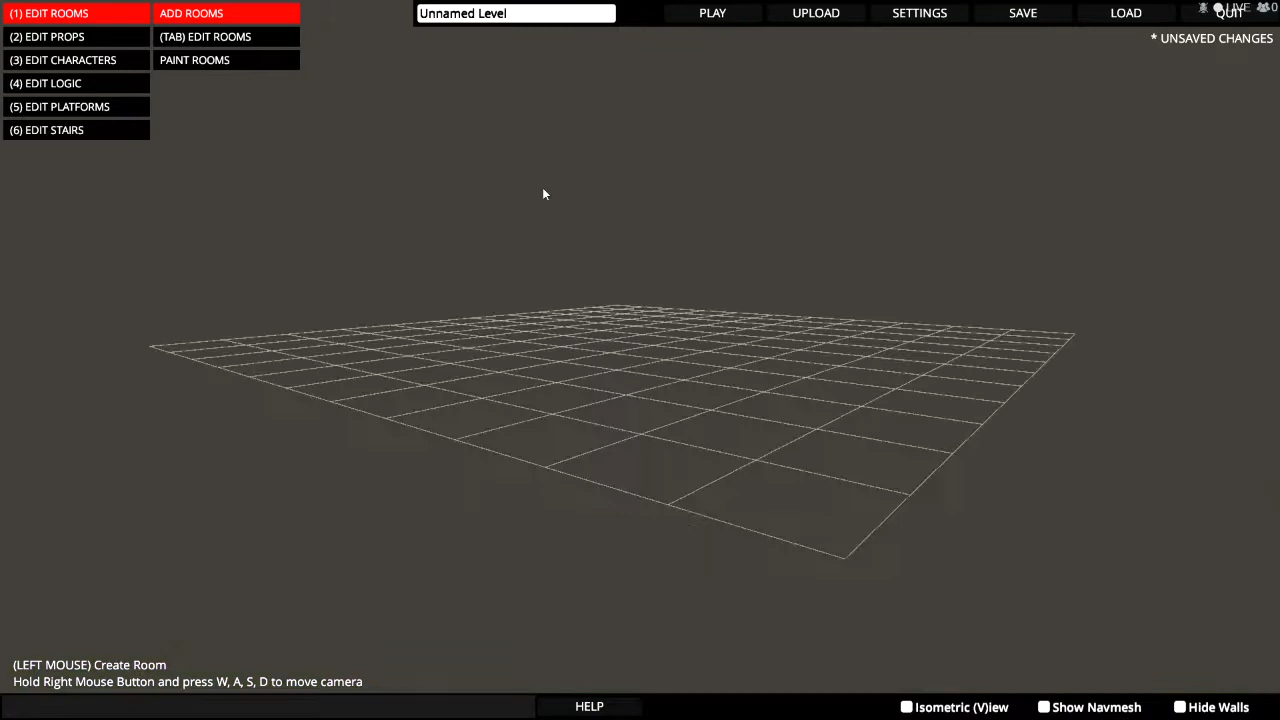 (1) EDIT ROOMS
ADD ROOMS
Unnamed Level
PLAY
UPLOAD
SETTINGS
SAVE
LOAD
QUIT
(2) EDIT PROPS
(TAB) EDIT ROOMS
* UNSAVED CHANGES
(3) EDIT CHARACTERS
PAINT ROOMS
(4) EDIT LOGIC
(5) EDIT PLATFORMS
(6) EDIT STAIRS
(LEFT MOUSE) Create Room
Hold Right Mouse Button and press W, A, S, D to move camera
HELP
Isometric (V)iew
Show Navmesh
Hide Walls